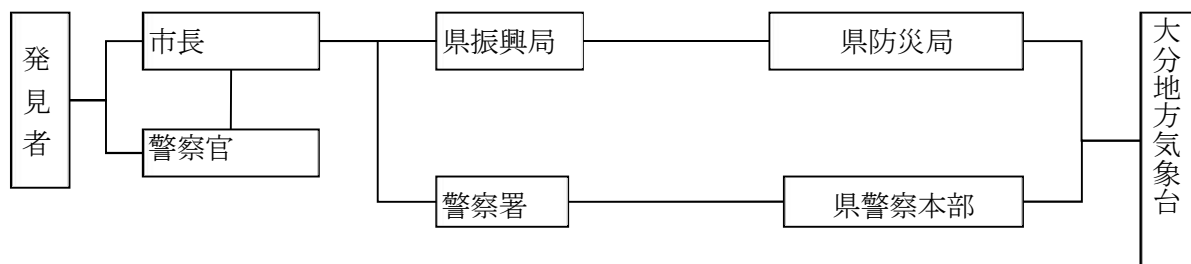 発見者
市長
県振興局
県防災局
大分地方気象台
警察官
警察署
県警察本部